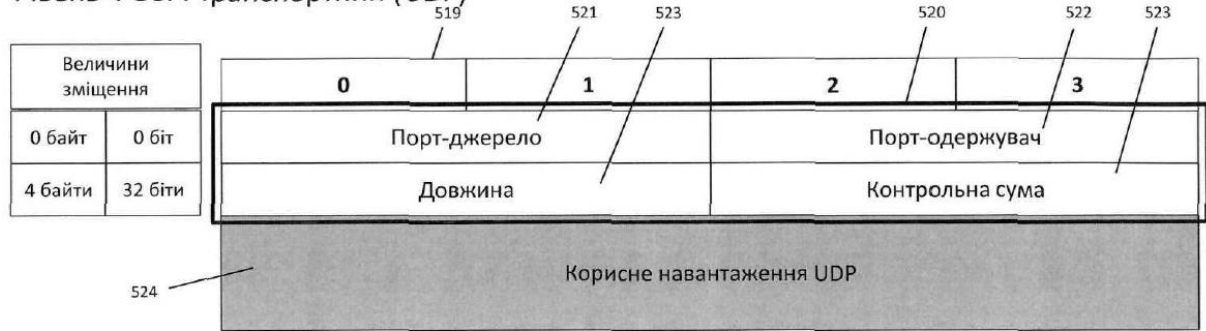 519 521 523 520 522 523
Величини зміщення
0 1 2 3
0 байт 0 біт Порт-джерело Порт-одержувач
4 байти 32 біти Довжина Контрольна сума
524 Корисне навантаження UDP